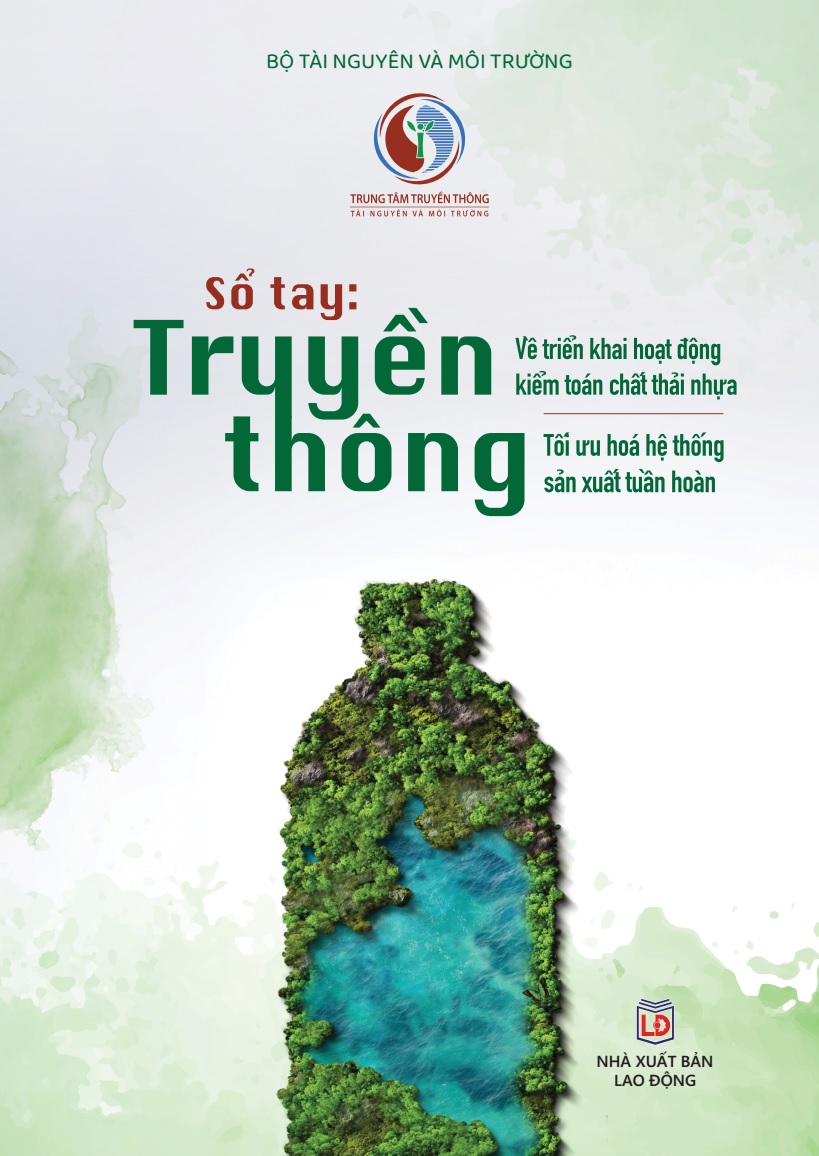 BỘ TÀI NGUYÊN VÀ MÔI TRƯỜNG
TRUNG TÂM TRUYỀN THÔNG
TÀI NGUYÊN VÀ MÔI TRƯỜNG
Sổ tay:
Truyền
thông
Về triển khai hoạt động
kiểm toán chất thải nhựa
Tối ưu hoá hệ thống
sản xuất tuần hoàn
LĐ
NHÀ XUẤT BẢN
LAO ĐỘNG